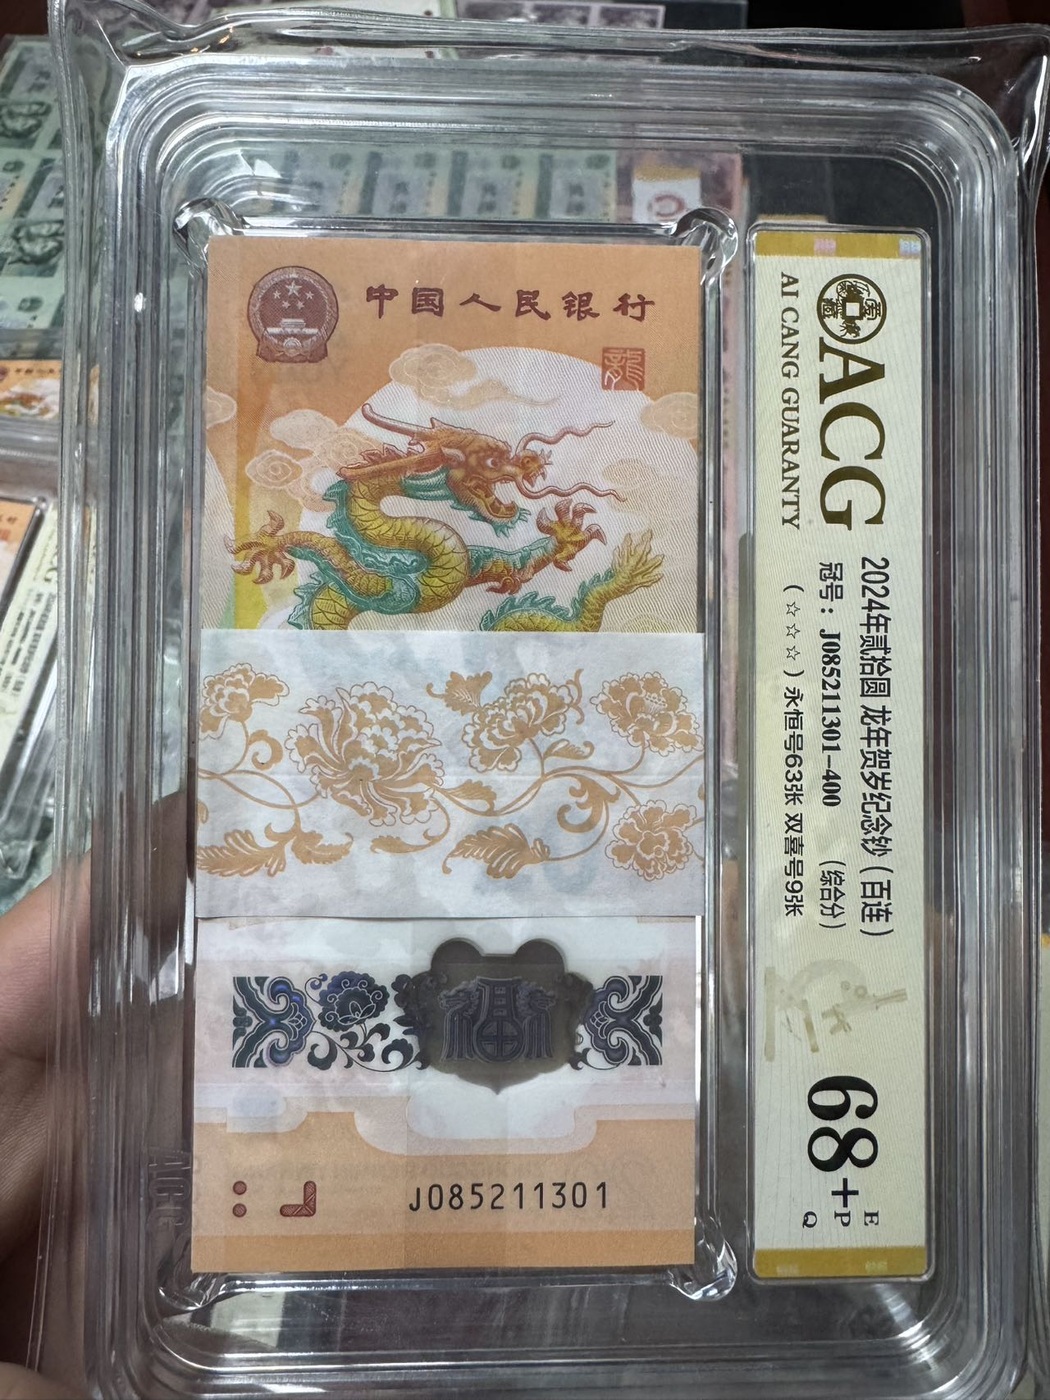 中国人民银行
龍
J085211301
ACG
AI CANG GUARANTY
2024年贰拾圆 龙年贺岁纪念钞（百连）
冠号：J085211301-400 （综合分）
（☆☆☆）永恒号63张 双喜号9张
68+
E
P
Q